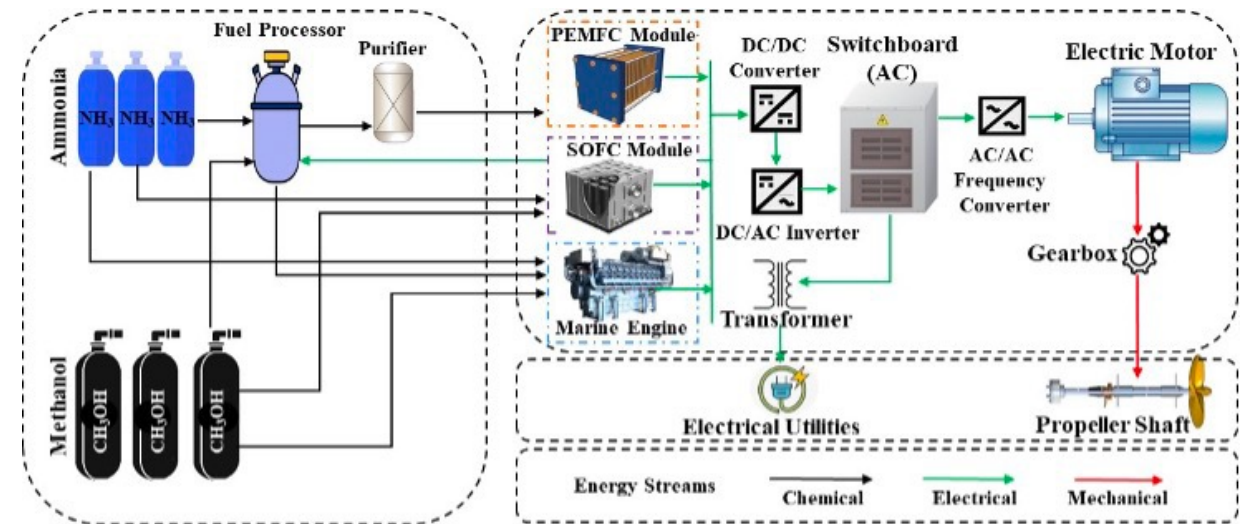 Fuel Processor
Purifier
Ammonia
NH3
NH3
NH3
Methanol
CH3OH
CH3OH
CH3OH
PEMFC Module
SOFC Module
Marine Engine
DC/DC
Converter
DC/AC Inverter
Switchboard
(AC)
Transformer
AC/AC
Frequency
Converter
Electric Motor
Gearbox
Electrical Utilities
Propeller Shaft
Energy Streams
Chemical
Electrical
Mechanical